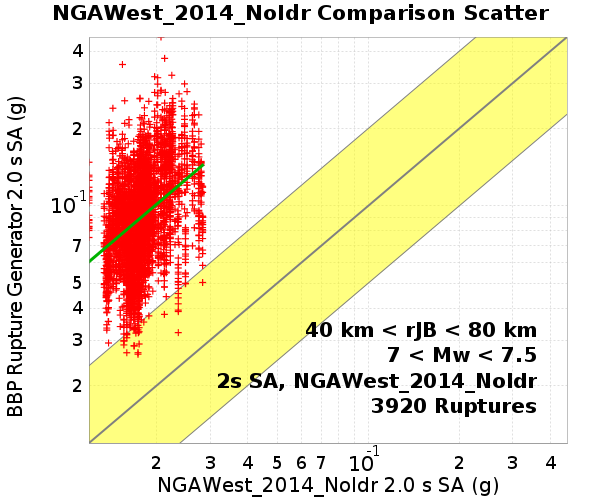 NGAWest_2014_NoIdr Comparison Scatter
BBP Rupture Generator 2.0 s SA (g)
4
3
2
10-1
7
5
4
3
2
40 km < rJB < 80 km
7 < Mw < 7.5
2s SA, NGAWest_2014_NoIdr
3920 Ruptures
2 3 4 5 6 7 10-1 2 3 4
NGAWest_2014_NoIdr 2.0 s SA (g)